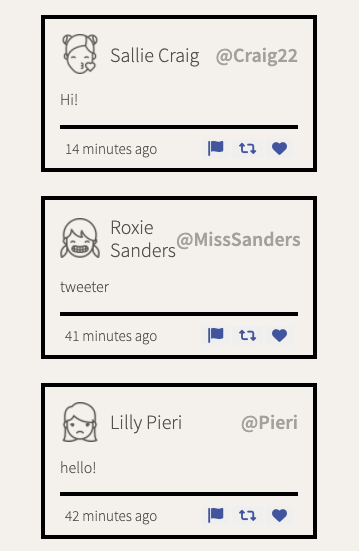 Sallie Craig @Craig22
Hi!
14 minutes ago
Roxie
Sanders @MissSanders
tweeter
41 minutes ago
Lilly Pieri @Pieri
hello!
42 minutes ago